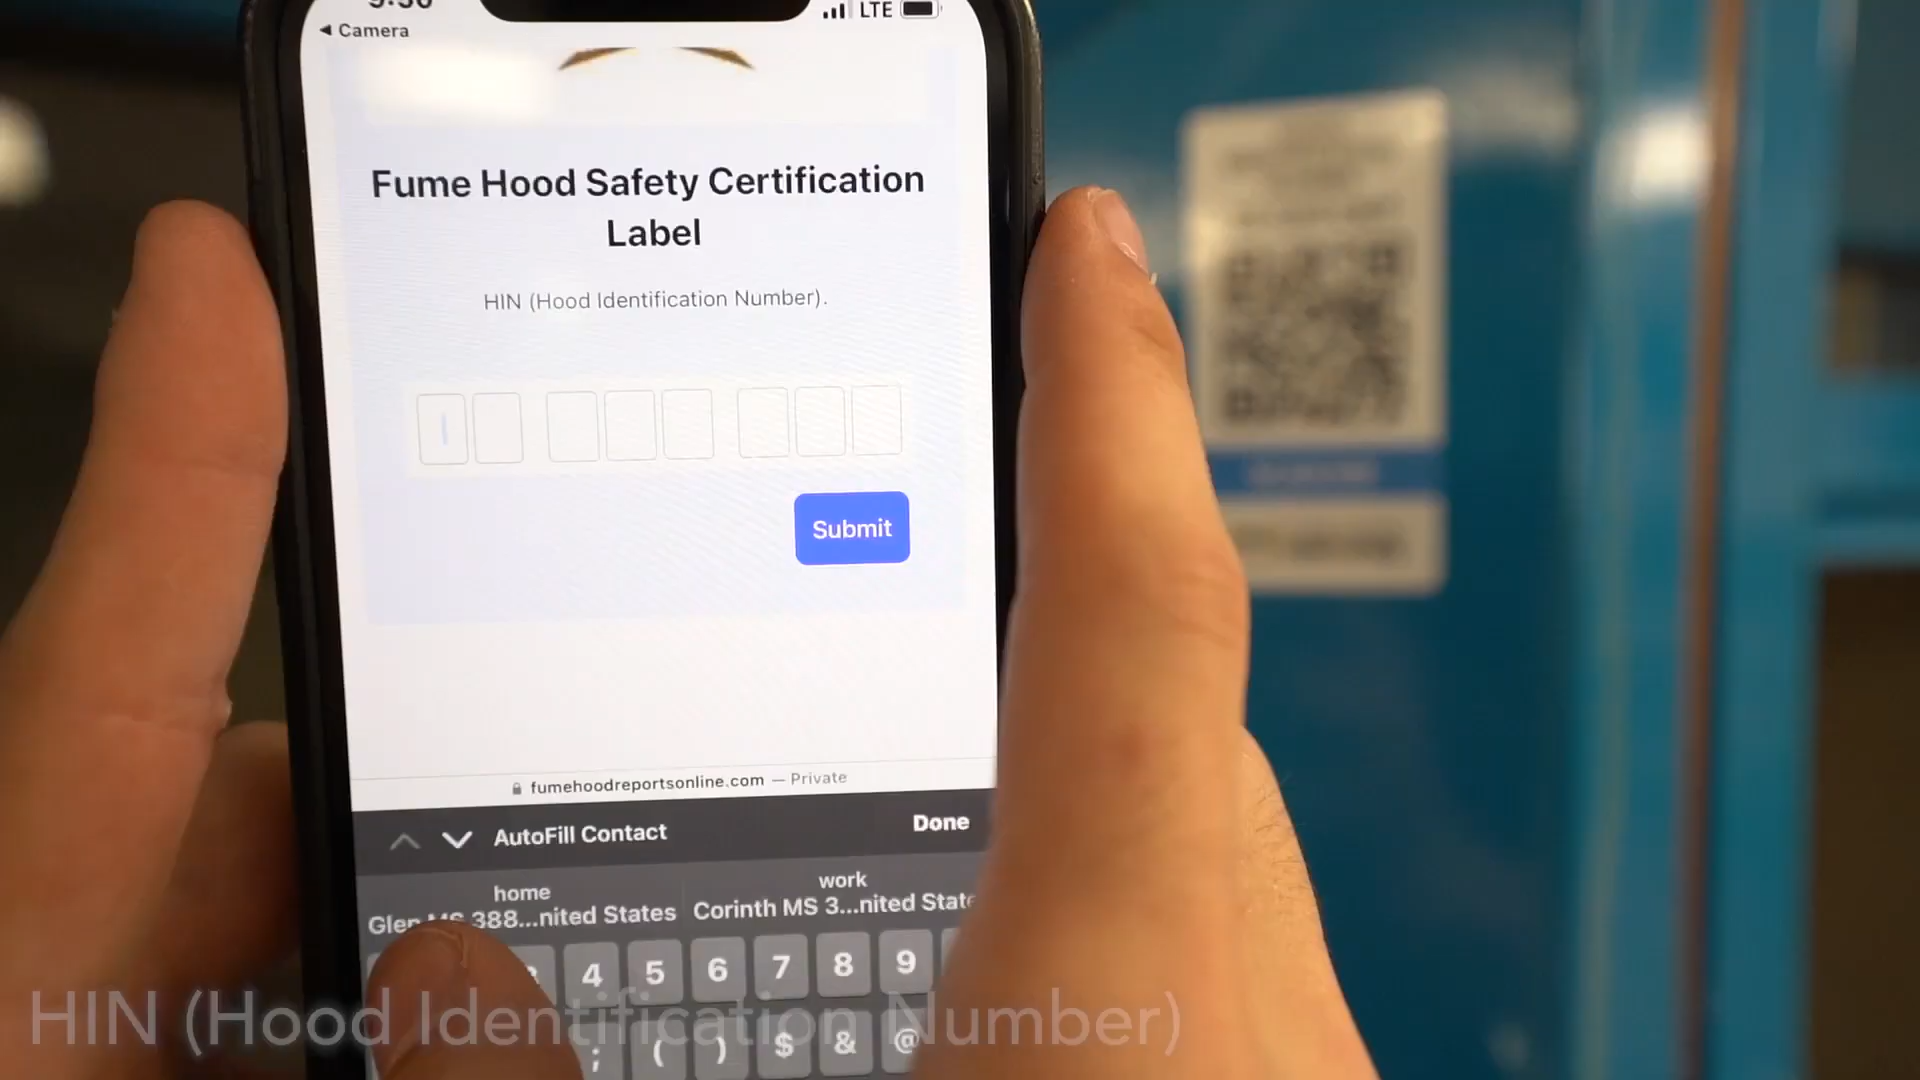 Camera
LTE
Fume Hood Safety Certification
Label
HIN (Hood Identification Number).
Submit
fumehoodreportsonline.com — Private
AutoFill Contact
Done
home
work
388...nited States
Corinth MS 3...nited
4 5 6 7 8 9
; ( ) $ & @
HIN (Hood Identification Number)